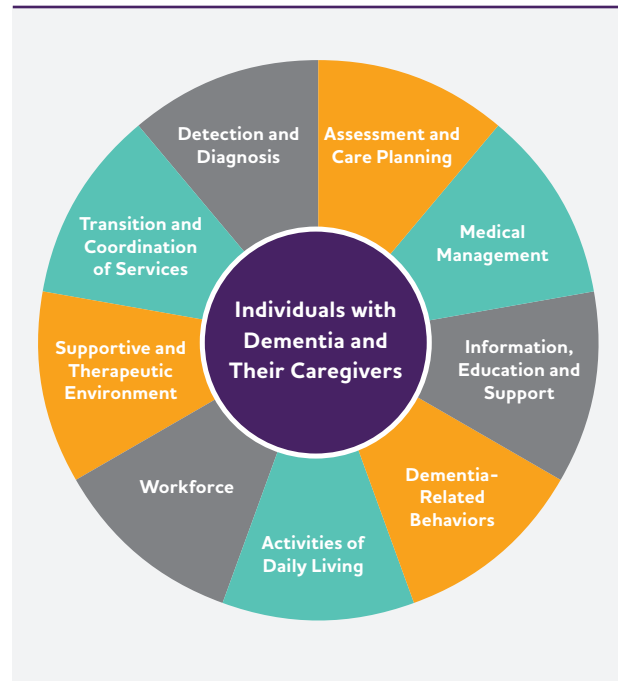 Detection and
Diagnosis
Assessment and
Care Planning
Medical
Management
Information,
Education and
Support
Dementia-
Related
Behaviors
Activities of
Daily Living
Workforce
Supportive and
Therapeutic
Environment
Transition and
Coordination
of Services
Individuals with
Dementia and
Their Caregivers